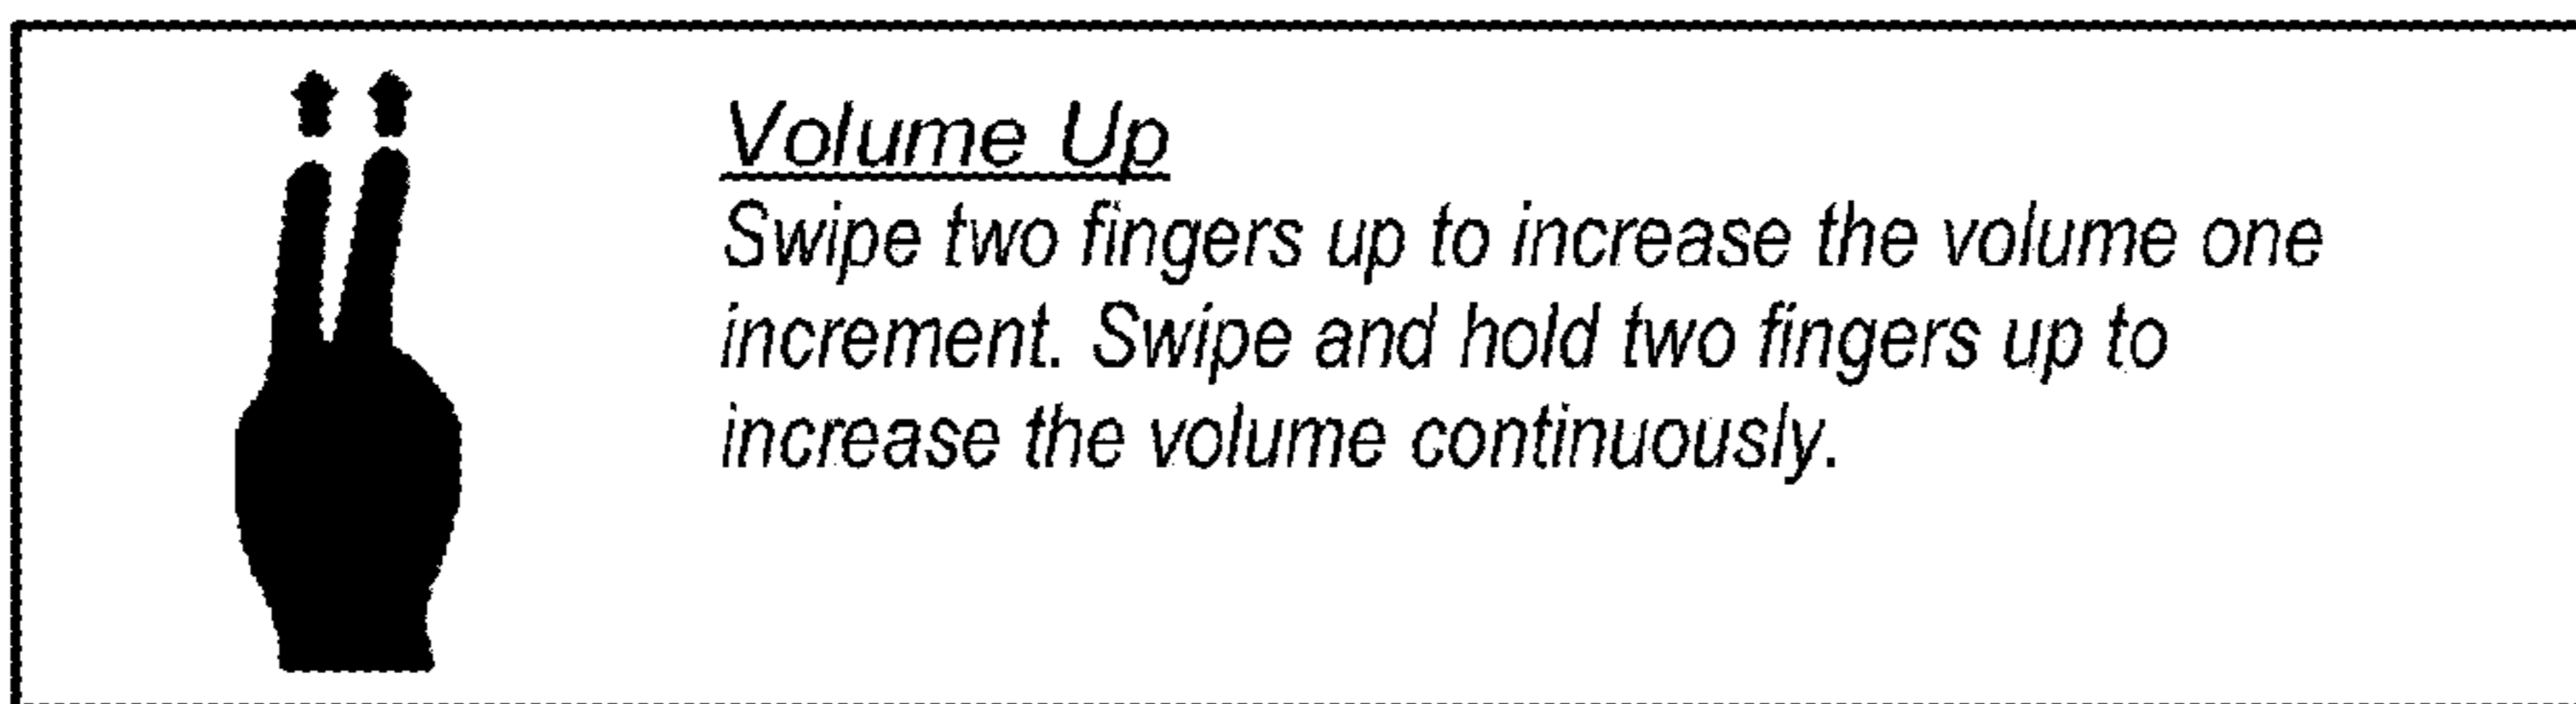 Volume Up
Swipe two fingers up to increase the volume one
increment. Swipe and hold two fingers up to
increase the volume continuously.